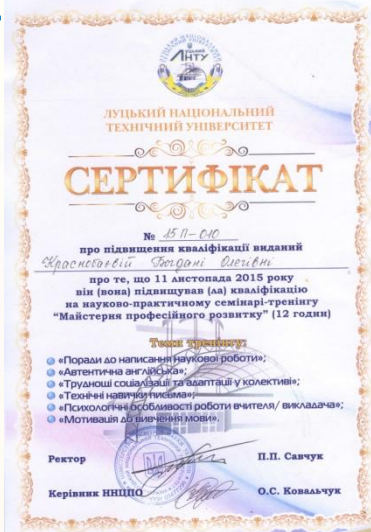 ЛНТУ
ЛУЦЬКИЙ НАЦІОНАЛЬНИЙ
ТЕХНІЧНИЙ УНІВЕРСИТЕТ
СЕРТИФІКАТ
№ 15 П-010
про підвищення кваліфікації виданий
Богдані Олегівні
про те, що 11 листопада 2015 року
він (вона) підвищував (ла) кваліфікацію
на науково-практичному семінарі-тренінгу
“Майстерня професійного розвитку” (12 годин)
Теми тренінгу:
«Поради до написання наукової роботи»;
«Автентична англійська»;
«Труднощі соціалізації та адаптації у колективі»;
«Технічні навички письма»;
«Психологічні особливості роботи вчителя/ викладача»;
«Мотивація до вивчення мови».
Ректор П.П. Савчук
Керівник ННЦПО О.С. Ковальчук